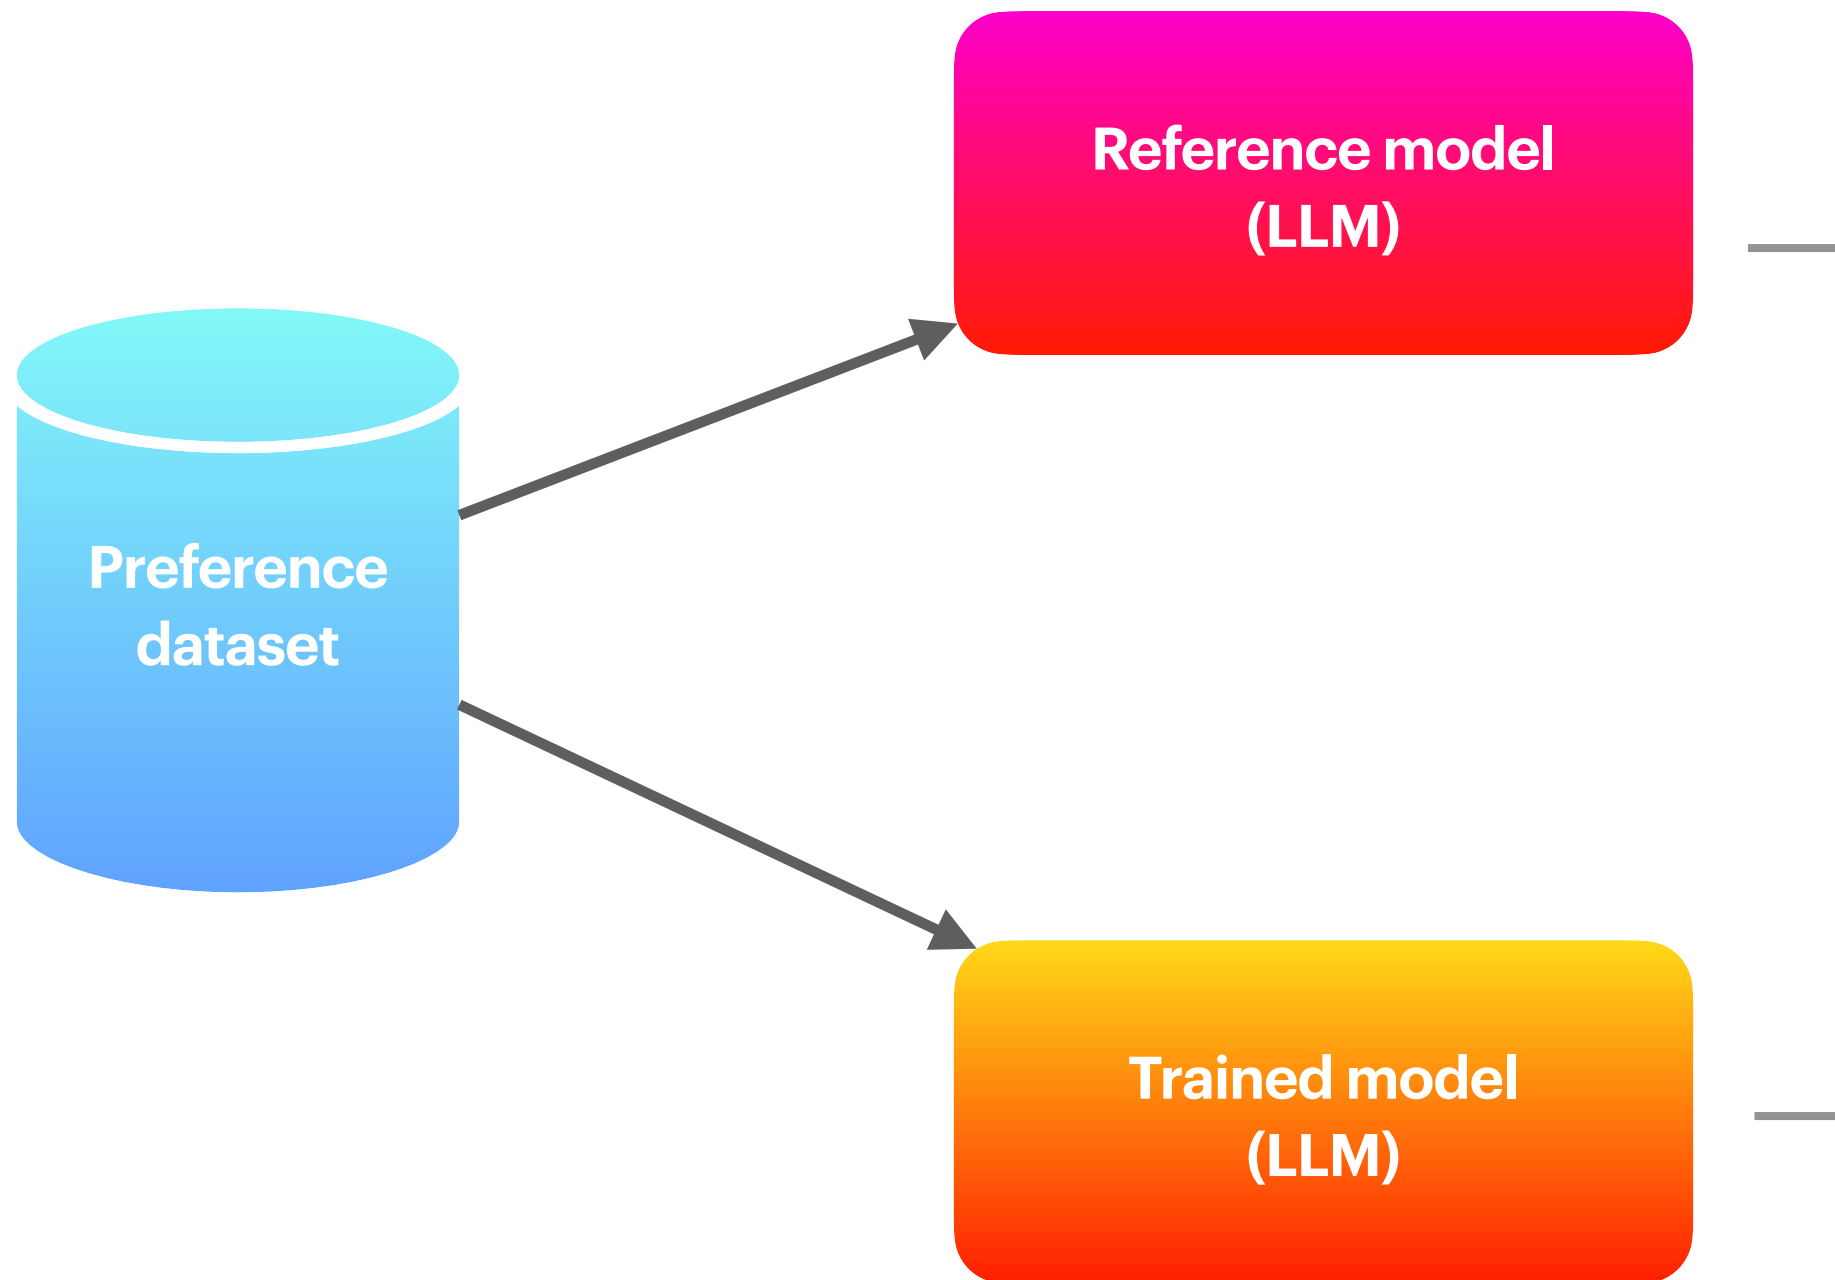 Reference model
(LLM)
Preference
dataset
Trained model
(LLM)